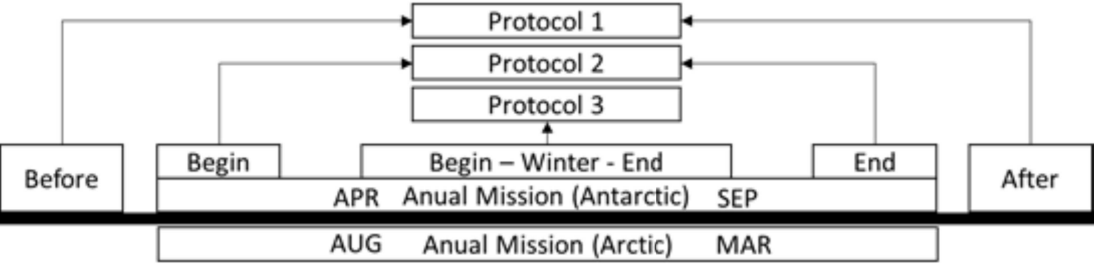 Protocol 1
Protocol 2
Protocol 3
Before
Begin
Begin – Winter - End
End
After
APR Anual Mission (Antarctic) SEP
AUG Anual Mission (Arctic) MAR